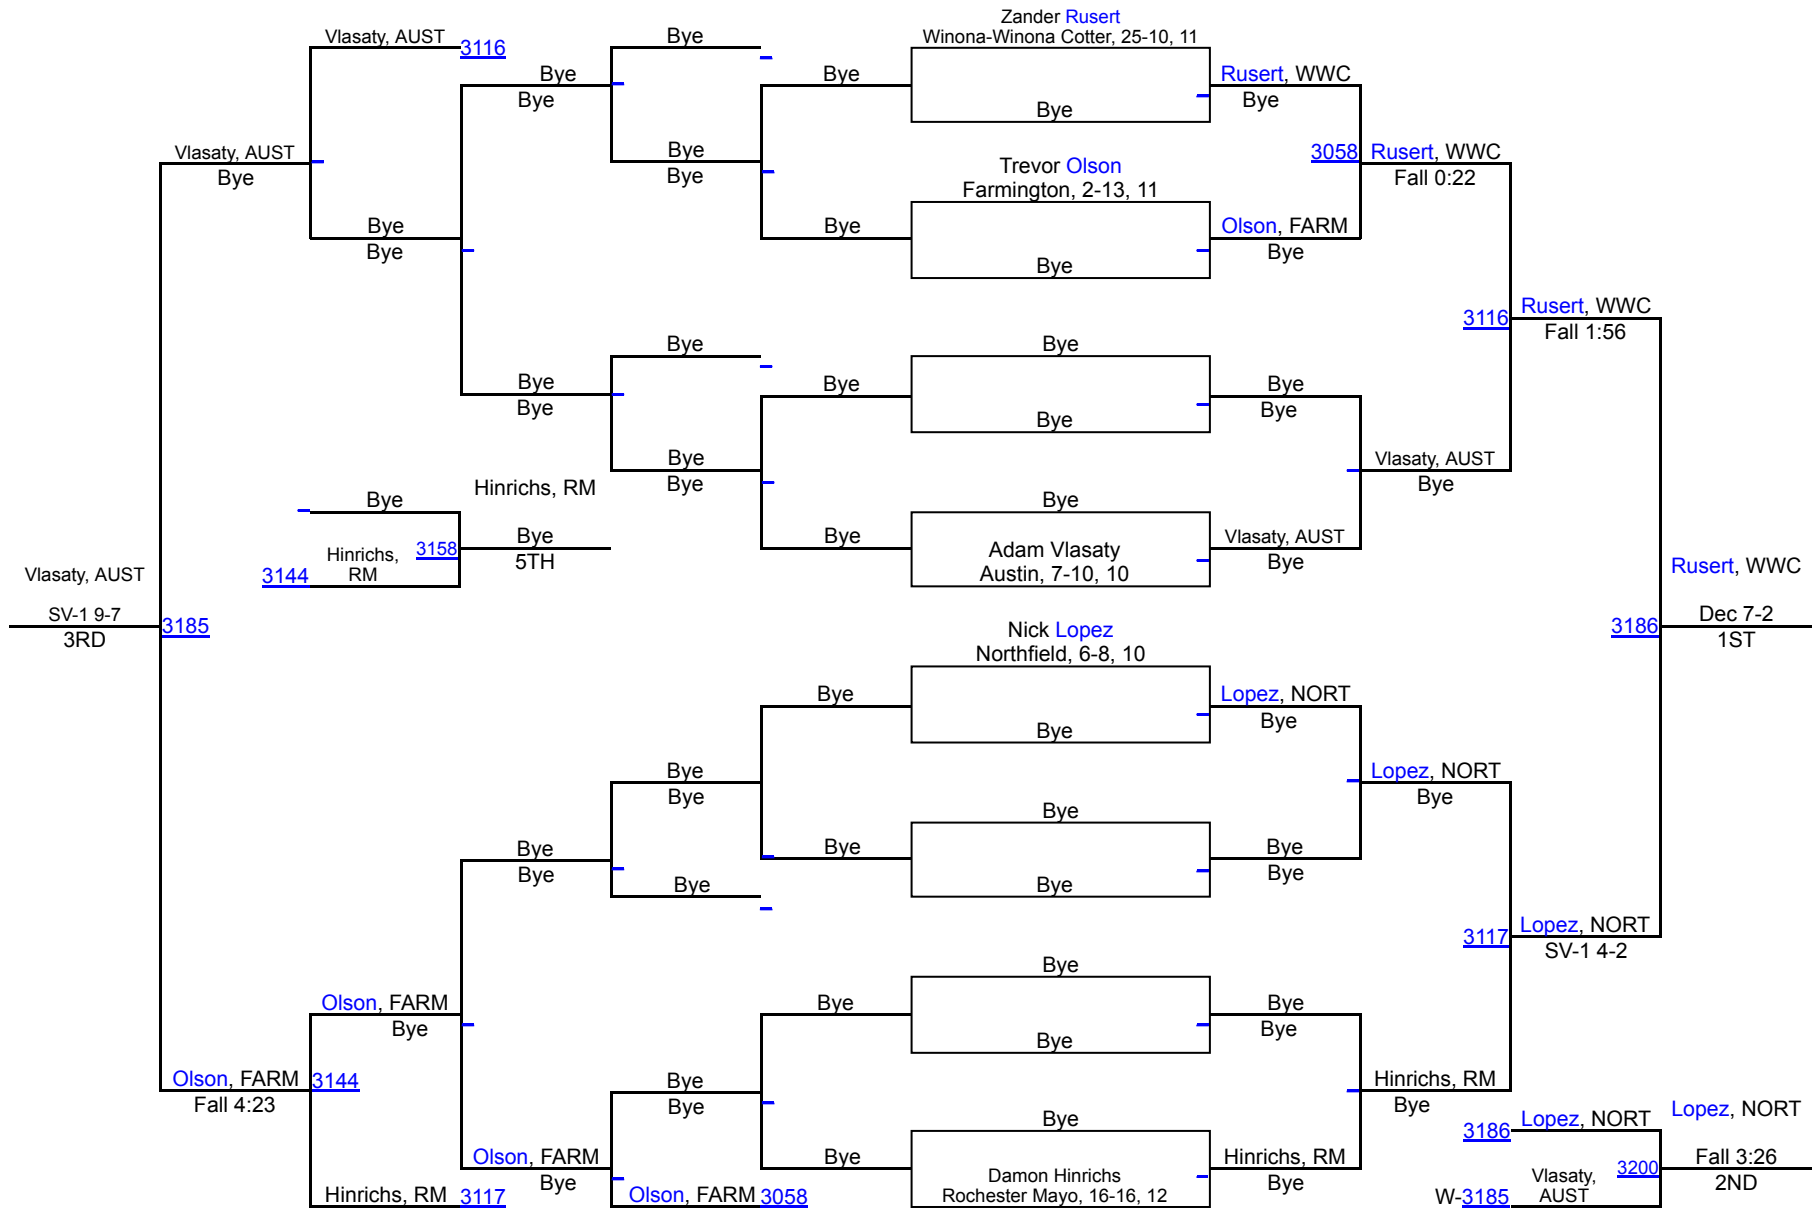 Zander Rusert
Winona-Winona Cotter, 25-10, 11
Vlasaty, AUST
3116
Bye
Bye
Bye
Bye
Bye
Rusert, WWC
Bye
Vlasaty, AUST
Bye
Bye
Bye
Trevor Olson
Farmington, 2-13, 11
3058
Rusert, WWC
Fall 0:22
Bye
Bye
Bye
Bye
Olson, FARM
Bye
Bye
Bye
Bye
Bye
Bye
Bye
Bye
Bye
Bye
3116
Rusert, WWC
Fall 1:56
Bye
Bye
Bye
Adam Vlasaty
Austin, 7-10, 10
Vlasaty, AUST
Bye
Vlasaty, AUST
Bye
Bye
Hinrichs, RM
Hinrichs,
RM
3144
3158
Bye
5TH
Vlasaty, AUST
SV-1 9-7
3RD
3185
3186
Rusert, WWC
Dec 7-2
1ST
Nick Lopez
Northfield, 6-8, 10
Bye
Bye
Lopez, NORT
Bye
Bye
Bye
Lopez, NORT
Bye
Bye
Bye
Bye
Bye
Bye
Bye
Bye
Bye
Bye
3117
Lopez, NORT
SV-1 4-2
Bye
Bye
Bye
Bye
Bye
Olson, FARM
Bye
Olson, FARM
Fall 4:23
3144
Bye
Bye
Hinrichs, RM
Bye
Bye
Bye
Damon Hinrichs
Rochester Mayo, 16-16, 12
Hinrichs, RM
Bye
Olson, FARM
Bye
Hinrichs, RM
3117
Olson, FARM
3058
Lopez, NORT
3186
Vlasaty,
AUST
W-3185
3200
Lopez, NORT
Fall 3:26
2ND